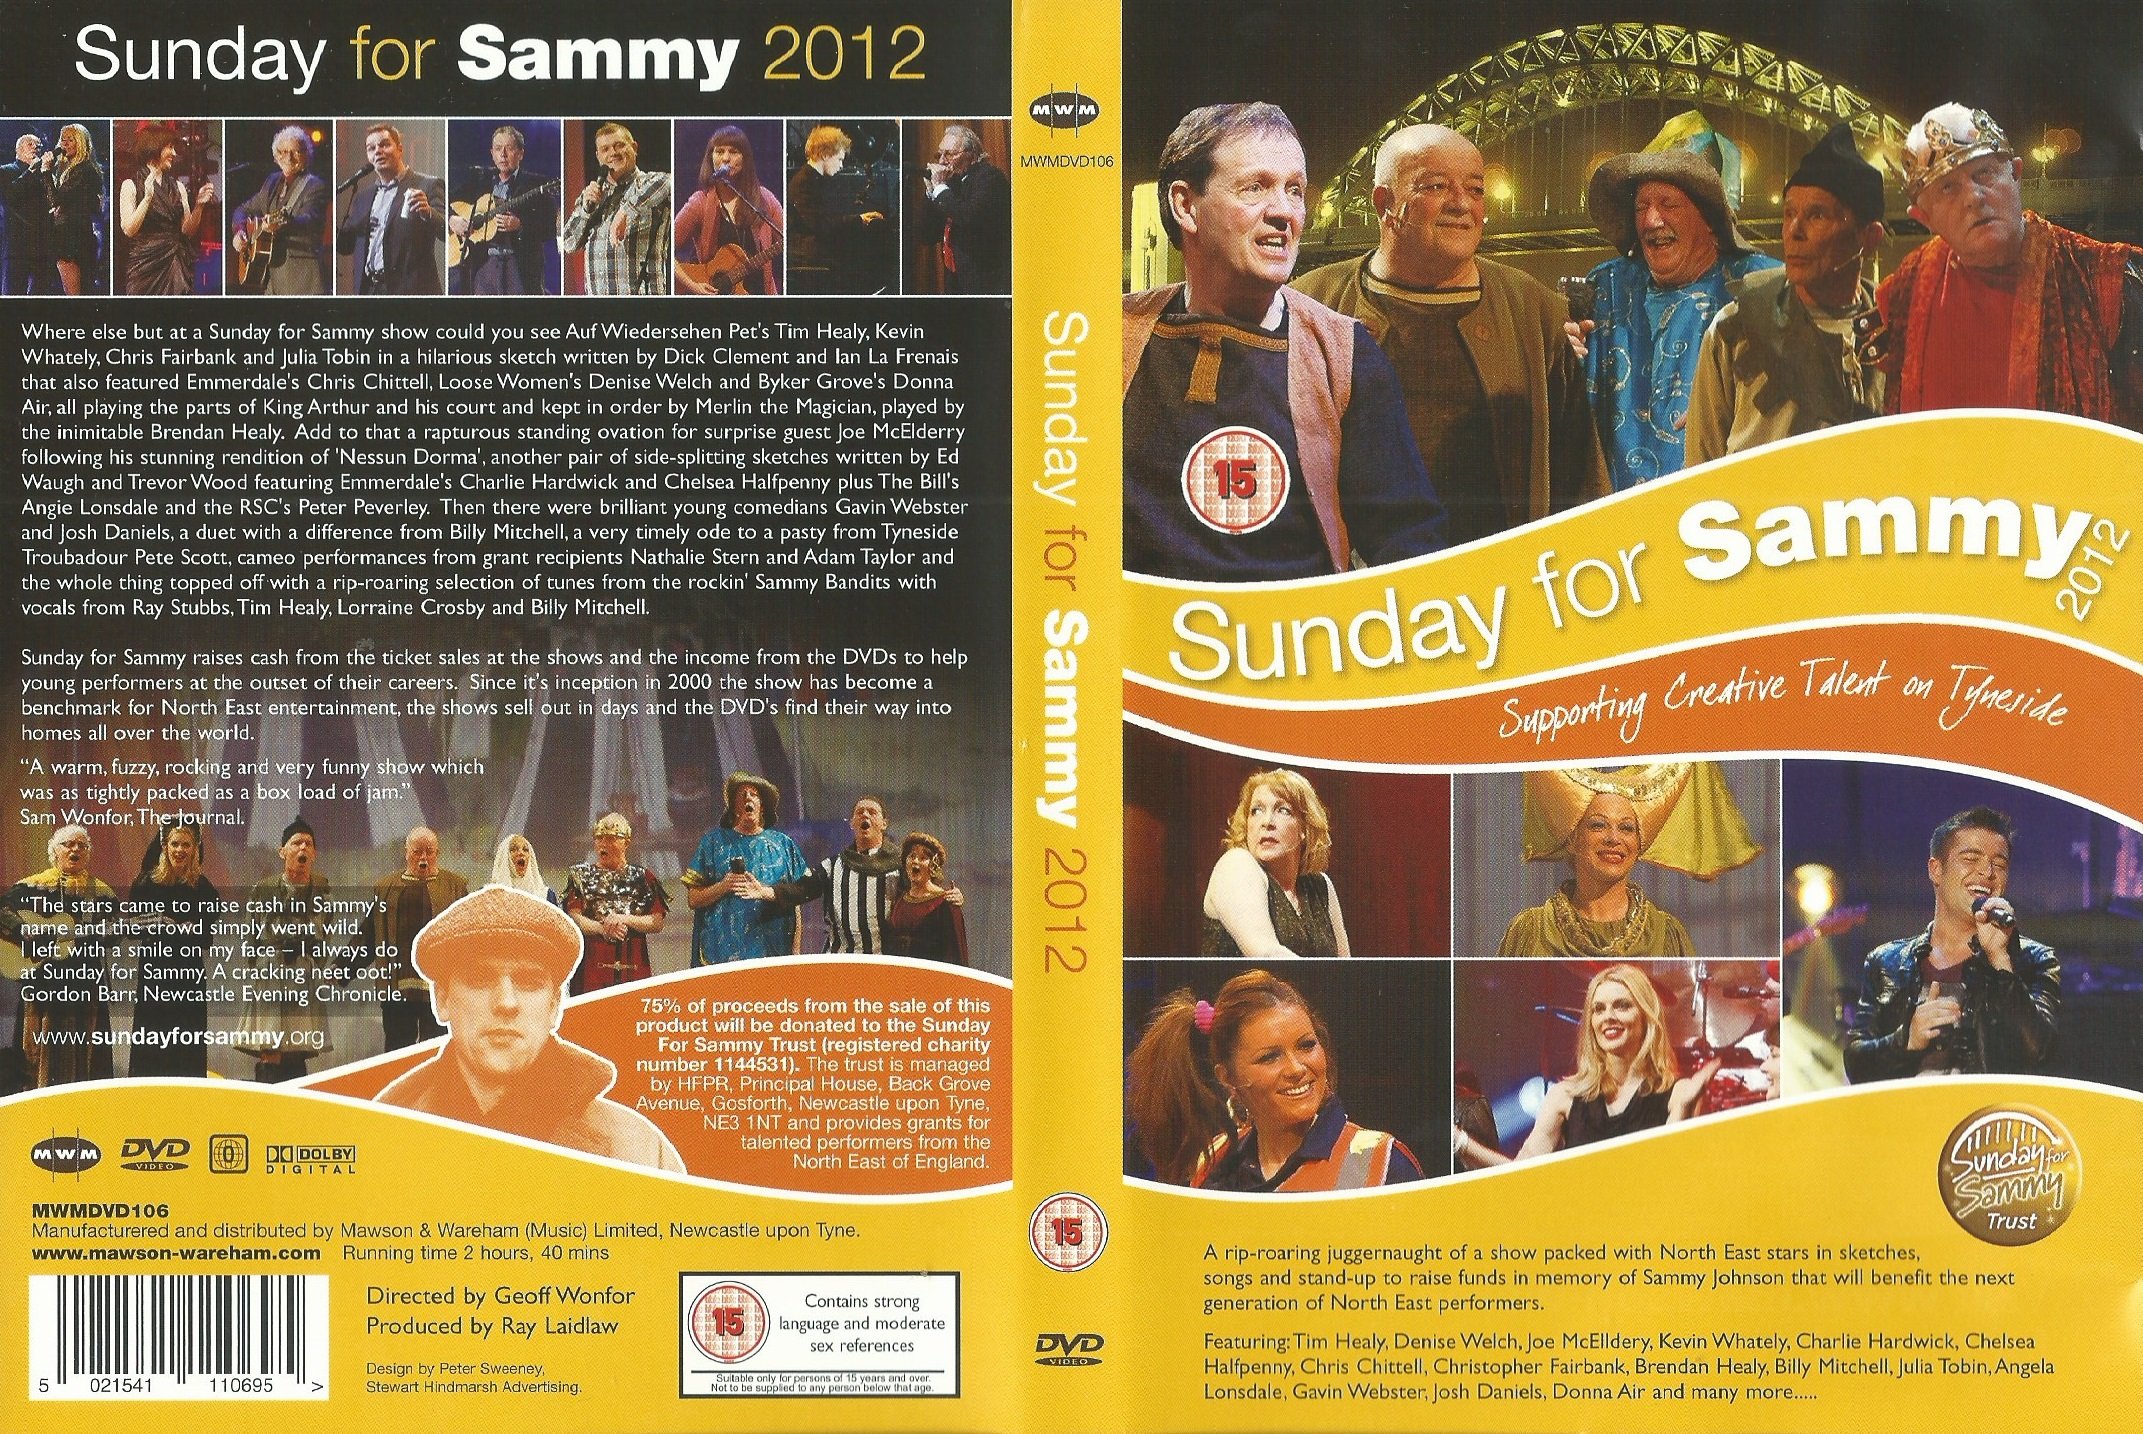 Sunday for Sammy 2012
Where else but at a Sunday for Sammy show could you see Auf Wiedersehen Pet's Tim Healy, Kevin
Whately, Chris Fairbank and Julia Tobin in a hilarious sketch written by Dick Clement and Ian La Frenais
that also featured Emmerdale's Chris Chittell, Loose Women's Denise Welch and Byker Grove's Donna
Air, all playing the parts of King Arthur and his court and kept in order by Merlin the Magician, played by
the inimitable Brendan Healy. Add to that a rapturous standing ovation for surprise guest Joe McElderry
following his stunning rendition of 'Nessun Dorma', another pair of side-splitting sketches written by Ed
Waugh and Trevor Wood featuring Emmerdale's Charlie Hardwick and Chelsea Halfpenny plus The Bill's
Angie Lonsdale and the RSC's Peter Peverley. Then there were brilliant young comedians Gavin Webster
and Josh Daniels, a duet with a difference from Billy Mitchell, a very timely ode to a pasty from Tyneside
Troubadour Pete Scott, cameo performances from grant recipients Nathalie Stern and Adam Taylor and
the whole thing topped off with a rip-roaring selection of tunes from the rockin' Sammy Bandits with
vocals from Ray Stubbs, Tim Healy, Lorraine Crosby and Billy Mitchell.
Sunday for Sammy raises cash from the ticket sales at the shows and the income from the DVDs to help
young performers at the outset of their careers. Since it's inception in 2000 the show has become a
benchmark for North East entertainment, the shows sell out in days and the DVD's find their way into
homes all over the world.
"A warm, fuzzy, rocking and very funny show which
was as tightly packed as a box load of jam."
Sam Wonfor, The Journal.
"The stars came to raise cash in Sammy's
name and the crowd simply went wild.
I left with a smile on my face – I always do
at Sunday for Sammy. A cracking neet oot!"
Gordon Barr, Newcastle Evening Chronicle.
www.sundayforsammy.org
75% of proceeds from the sale of this
product will be donated to the Sunday
For Sammy Trust (registered charity
number 1144531). The trust is managed
by HFPR, Principal House, Back Grove
Avenue, Gosforth, Newcastle upon Tyne,
NE3 1NT and provides grants for
talented performers from the
North East of England.
MWM DVD VIDEO 0 DOLBY DIGITAL
MWMDVD106
Manufacturered and distributed by Mawson & Wareham (Music) Limited, Newcastle upon Tyne.
www.mawson-wareham.com Running time 2 hours, 40 mins
5 021541 110695 >
Directed by Geoff Wonfor
Produced by Ray Laidlaw
Design by Peter Sweeney,
Stewart Hindmarsh Advertising.
15
Contains strong
language and moderate
sex references
Suitable only for persons of 15 years and over.
Not to be supplied to any person below that age.
MWM
MWMDVD106
Sunday for Sammy 2012
15
DVD VIDEO
15
Sunday for Sammy 2012
Supporting Creative Talent on Tyneside
Sunday for
Sammy
Trust
A rip-roaring juggernaught of a show packed with North East stars in sketches,
songs and stand-up to raise funds in memory of Sammy Johnson that will benefit the next
generation of North East performers.
Featuring: Tim Healy, Denise Welch, Joe McElldery, Kevin Whately, Charlie Hardwick, Chelsea
Halfpenny, Chris Chittell, Christopher Fairbank, Brendan Healy, Billy Mitchell, Julia Tobin, Angela
Lonsdale, Gavin Webster, Josh Daniels, Donna Air and many more.....